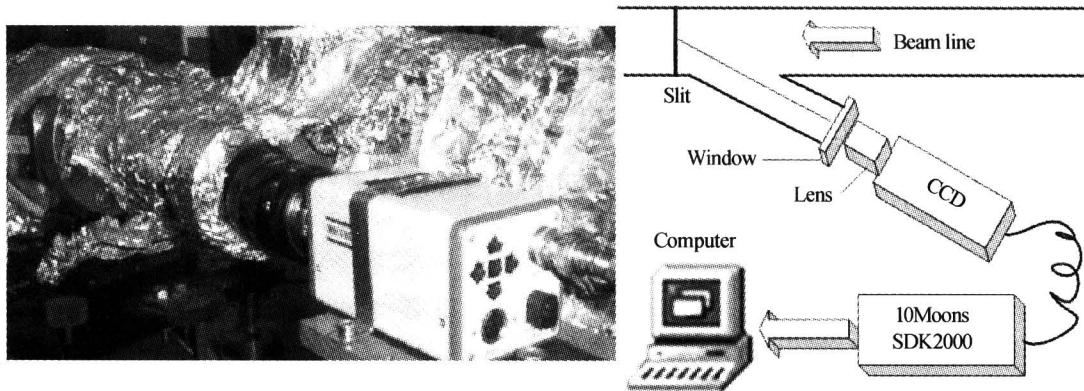 Beam line
Slit
Window
Lens
CCD
Computer
10Moons
SDK2000